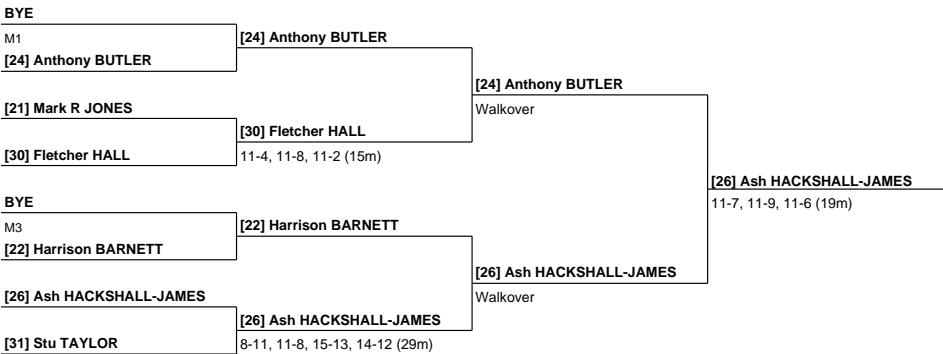 BYE
M1
[24] Anthony BUTLER
[21] Mark R JONES
[30] Fletcher HALL
BYE
M3
[22] Harrison BARNETT
[26] Ash HACKSHALL-JAMES
[31] Stu TAYLOR
[24] Anthony BUTLER
[30] Fletcher HALL
11-4, 11-8, 11-2 (15m)
[22] Harrison BARNETT
[26] Ash HACKSHALL-JAMES
8-11, 11-8, 15-13, 14-12 (29m)
[24] Anthony BUTLER
Walkover
[26] Ash HACKSHALL-JAMES
Walkover
[26] Ash HACKSHALL-JAMES
11-7, 11-9, 11-6 (19m)